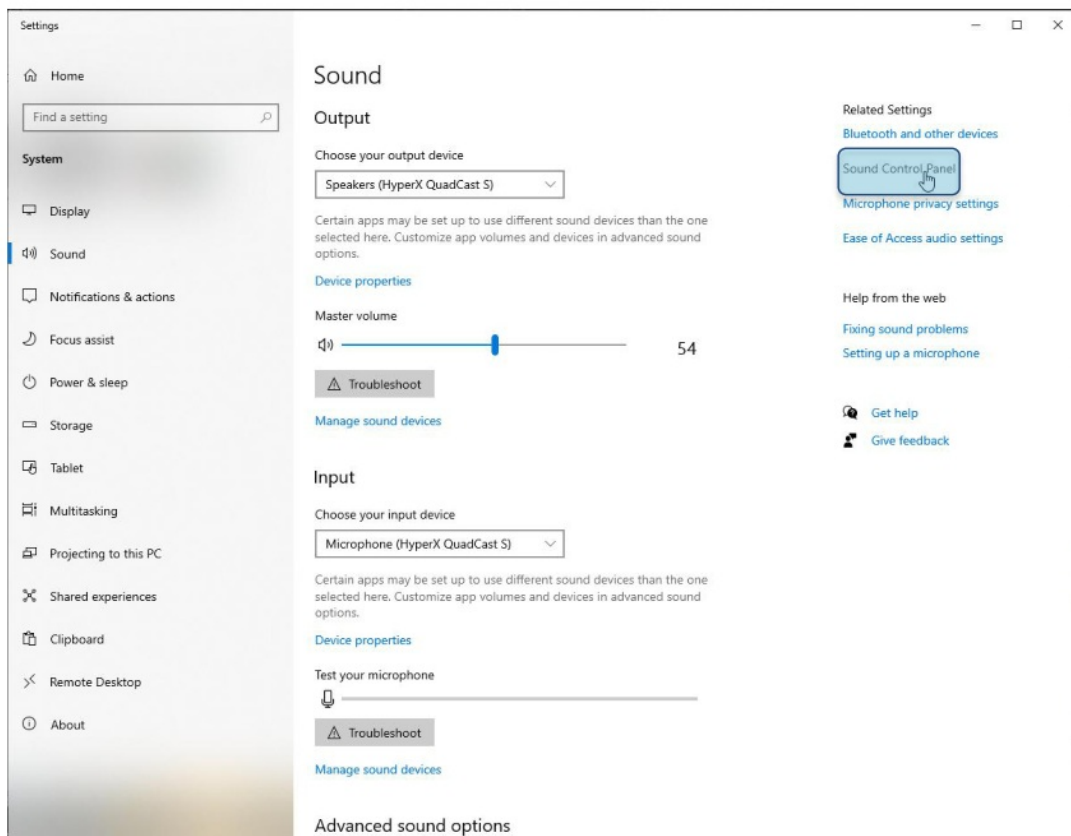 Settings
Home
Find a setting
System
Display
Sound
Notifications & actions
Focus assist
Power & sleep
Storage
Tablet
Multitasking
Projecting to this PC
Shared experiences
Clipboard
Remote Desktop
About
Sound
Output
Choose your output device
Speakers (HyperX QuadCast S)
Certain apps may be set up to use different sound devices than the one
selected here. Customize app volumes and devices in advanced sound
options.
Device properties
Master volume
54
Troubleshoot
Manage sound devices
Input
Choose your input device
Microphone (HyperX QuadCast S)
Certain apps may be set up to use different sound devices than the one
selected here. Customize app volumes and devices in advanced sound
options.
Device properties
Test your microphone
Troubleshoot
Manage sound devices
Advanced sound options
Related Settings
Bluetooth and other devices
Sound Control Panel
Microphone privacy settings
Ease of Access audio settings
Help from the web
Fixing sound problems
Setting up a microphone
Get help
Give feedback